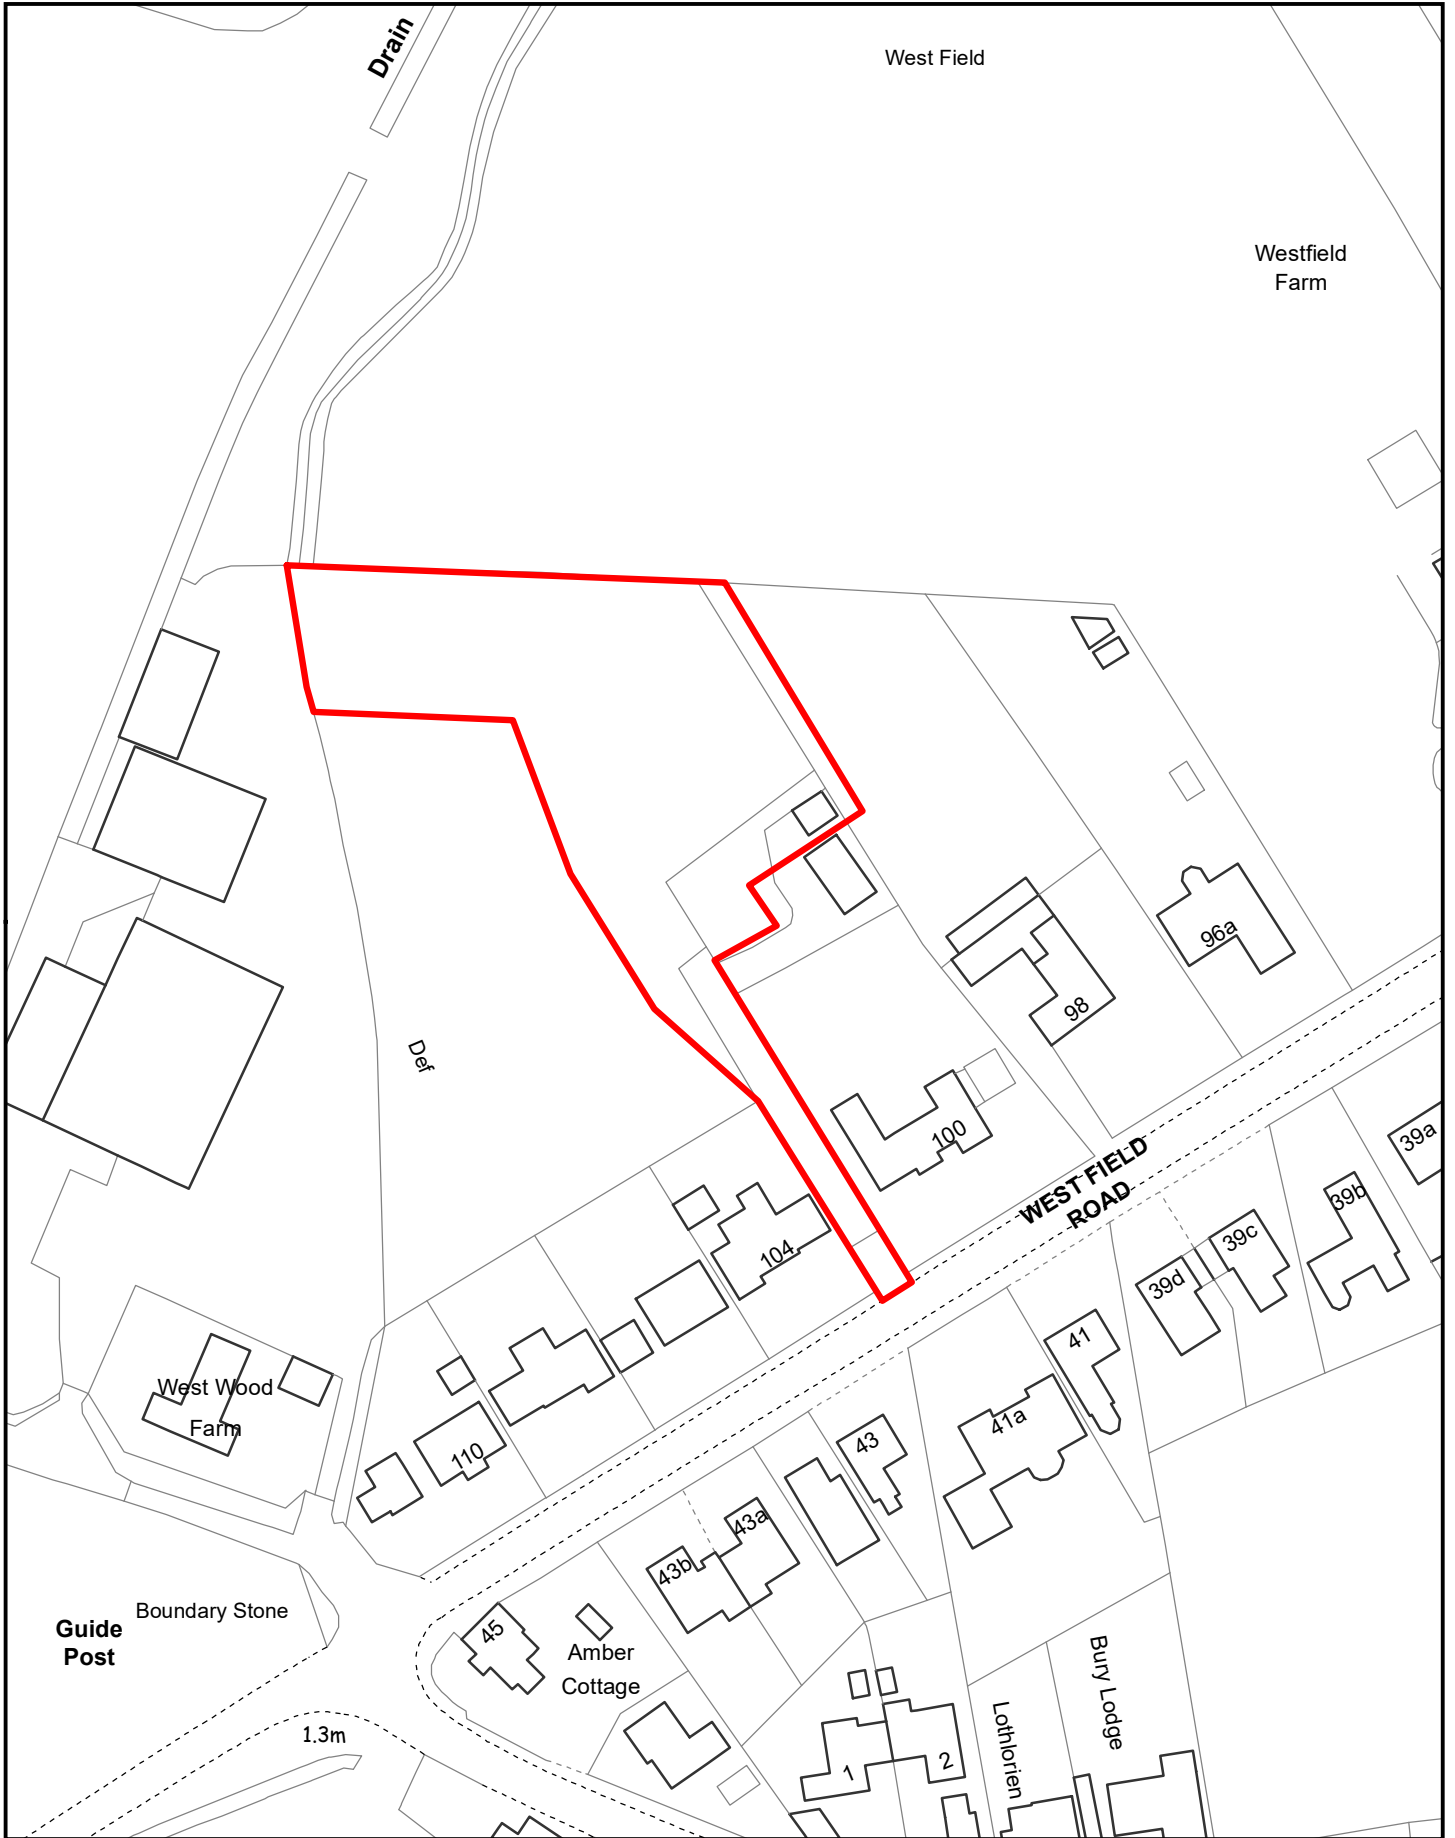 Drain
West Field
Westfield
Farm
96a
98
Def
100
WEST FIELD
ROAD
39a
39b
39c
39d
104
41
West Wood
Farm
110
41a
43
43a
43b
Boundary Stone
Guide
Post
45
Amber
Cottage
Bury Lodge
Lothlorien
1.3m
1
2